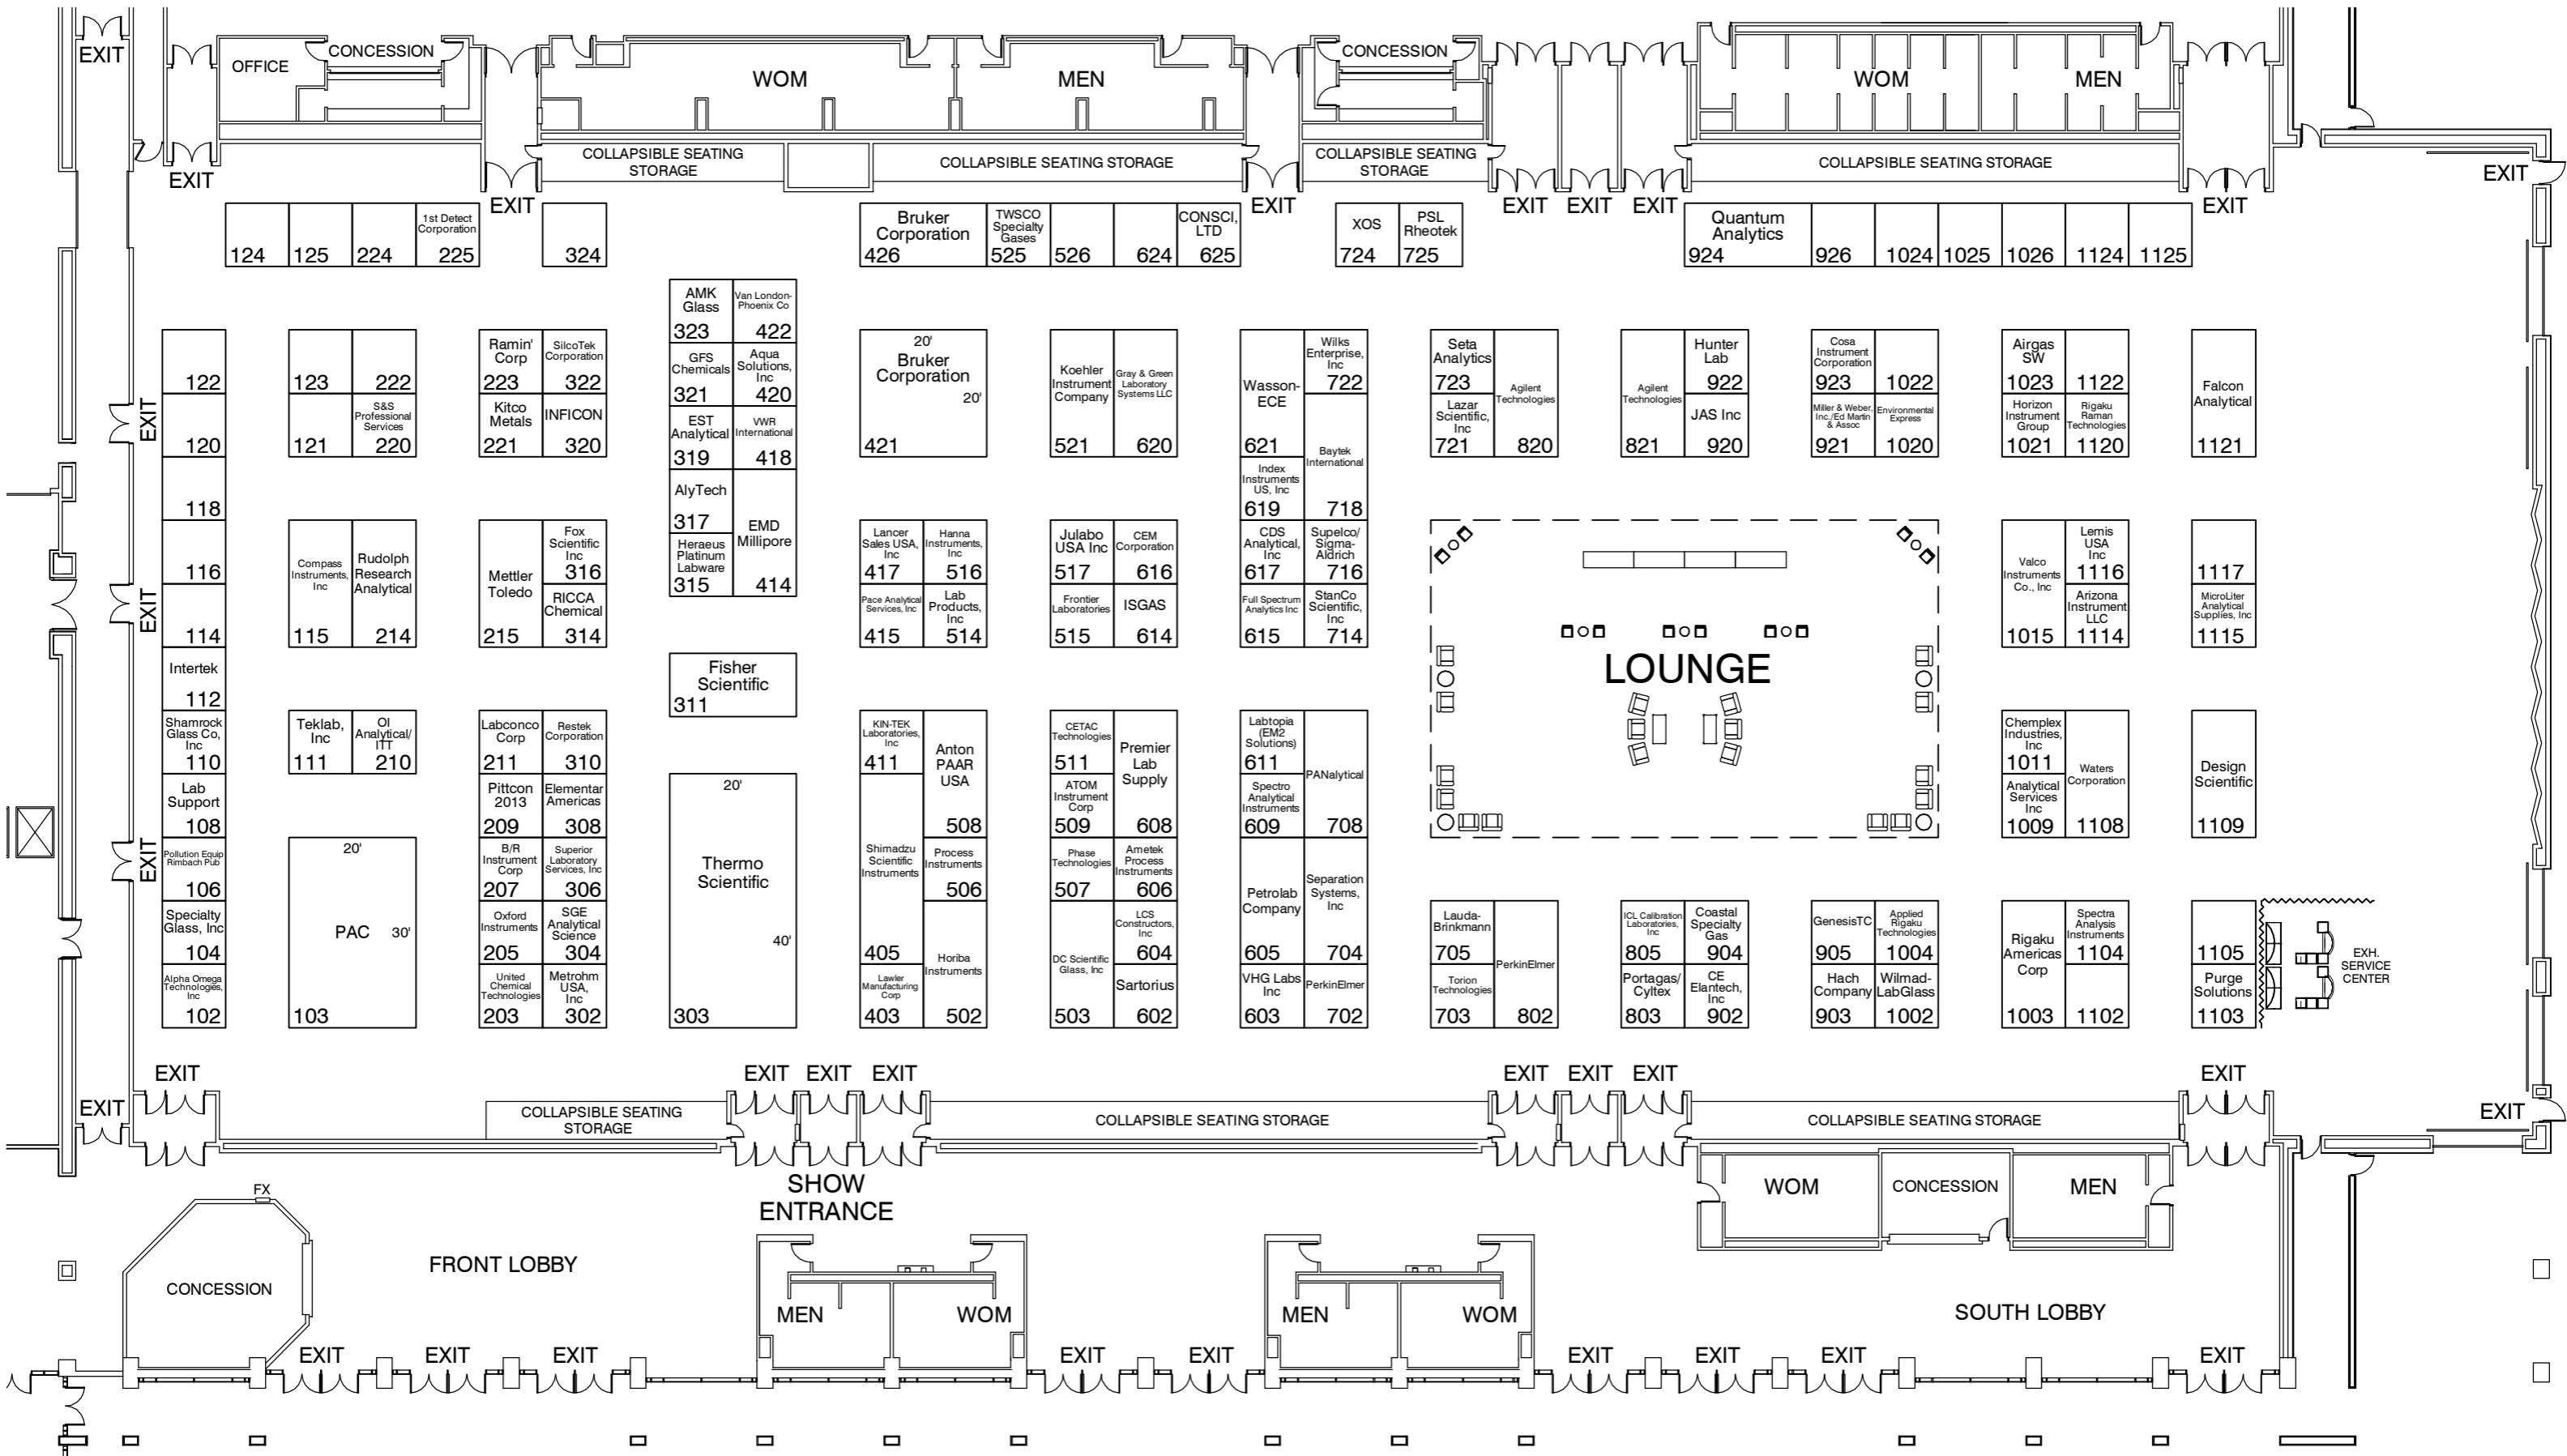 EXIT
OFFICE
CONCESSION
WOM
MEN
CONCESSION
WOM
MEN
COLLAPSIBLE SEATING
STORAGE
COLLAPSIBLE SEATING STORAGE
COLLAPSIBLE SEATING
STORAGE
COLLAPSIBLE SEATING STORAGE
EXIT
EXIT
EXIT
EXIT
EXIT
EXIT
EXIT
EXIT
EXIT
124
125
224
1st Detect
Corporation
225
324
Bruker
Corporation
426
TWSCO
Specialty
Gases
525
526
624
CONSCI,
LTD
625
XOS
724
PSL
Rheotek
725
Quantum
Analytics
924
926
1024
1025
1026
1124
1125
AMK
Glass
323
Van London-
Phoenix Co
422
GFS
Chemicals
321
Aqua
Solutions,
Inc
420
EST
Analytical
319
VWR
International
418
AlyTech
317
EMD
Millipore
414
Heraeus
Platinum
Labware
315
122
120
118
116
114
EXIT
EXIT
EXIT
123
222
121
S&S
Professional
Services
220
Ramin'
Corp
223
SilcoTek
Corporation
322
Kitco
Metals
221
INFICON
320
20'
Bruker
Corporation
20'
421
Koehler
Instrument
Company
521
Gray & Green
Laboratory
Systems LLC
620
Wasson-
ECE
621
Wilks
Enterprise,
Inc
722
Baytek
International
718
Index
Instruments
US, Inc
619
Seta
Analytics
723
Lazar
Scientific,
Inc
721
Agilent
Technologies
820
Agilent
Technologies
821
Hunter
Lab
922
JAS Inc
920
Cosa
Instrument
Corporation
923
1022
Miller & Weber,
Inc./Ed Martin
& Assoc
921
Environmental
Express
1020
Airgas
SW
1023
1122
Horizon
Instrument
Group
1021
Rigaku
Raman
Technologies
1120
Falcon
Analytical
1121
Compass
Instruments,
Inc
115
Rudolph
Research
Analytical
214
Mettler
Toledo
215
Fox
Scientific
Inc
316
RICCA
Chemical
314
Lancer
Sales USA,
Inc
417
Hanna
Instruments,
Inc
516
Pace Analytical
Services, Inc
415
Lab
Products,
Inc
514
Julabo
USA Inc
517
CEM
Corporation
616
Frontier
Laboratories
515
ISGAS
614
CDS
Analytical,
Inc
617
Supelco/
Sigma-
Aldrich
716
Full Spectrum
Analytics Inc
615
StanCo
Scientific,
Inc
714
LOUNGE
Valco
Instruments
Co., Inc
1015
Lemis
USA
Inc
1116
Arizona
Instrument
LLC
1114
1117
MicroLiter
Analytical
Supplies, Inc
1115
Intertek
112
Shamrock
Glass Co,
Inc
110
Lab
Support
108
Pollution Equip
Rimbach Pub
106
Specialty
Glass, Inc
104
Alpha Omega
Technologies,
Inc
102
Teklab,
Inc
111
OI
Analytical/
ITT
210
20'
PAC
30'
103
Labconco
Corp
211
Restek
Corporation
310
Pittcon
2013
209
Elementar
Americas
308
B/R
Instrument
Corp
207
Superior
Laboratory
Services, Inc
306
Oxford
Instruments
205
SGE
Analytical
Science
304
United
Chemical
Technologies
203
Metrohm
USA,
Inc
302
Fisher
Scientific
311
20'
Thermo
Scientific
40'
303
KIN-TEK
Laboratories,
Inc
411
Anton
PAAR
USA
508
Shimadzu
Scientific
Instruments
405
Process
Instruments
506
Lawler
Manufacturing
Corp
403
Horiba
Instruments
502
CETAC
Technologies
511
Premier
Lab
Supply
608
ATOM
Instrument
Corp
509
Phase
Technologies
507
Ametek
Process
Instruments
606
DC Scientific
Glass, Inc
503
LCS
Constructors,
Inc
604
Sartorius
602
Labtopia
(EM2
Solutions)
611
PANalytical
708
Spectro
Analytical
Instruments
609
Petrolab
Company
605
Separation
Systems,
Inc
704
VHG Labs
Inc
603
PerkinElmer
702
Lauda-
Brinkmann
705
PerkinElmer
802
Torion
Technologies
703
ICL Calibration
Laboratories,
Inc
805
Coastal
Specialty
Gas
904
Portagas/
Cyltex
803
CE
Elantech,
Inc
902
GenesisTC
905
Applied
Rigaku
Technologies
1004
Hach
Company
903
Wilmad-
LabGlass
1002
Chemplex
Industries,
Inc
1011
Waters
Corporation
1108
Analytical
Services
Inc
1009
Design
Scientific
1109
Rigaku
Americas
Corp
1003
Spectra
Analysis
Instruments
1104
1102
1105
Purge
Solutions
1103
EXH.
SERVICE
CENTER
EXIT
EXIT
EXIT
EXIT
EXIT
EXIT
EXIT
EXIT
EXIT
EXIT
COLLAPSIBLE SEATING
STORAGE
COLLAPSIBLE SEATING STORAGE
COLLAPSIBLE SEATING STORAGE
SHOW
ENTRANCE
WOM
CONCESSION
MEN
FX
CONCESSION
FRONT LOBBY
MEN
WOM
MEN
WOM
SOUTH LOBBY
EXIT
EXIT
EXIT
EXIT
EXIT
EXIT
EXIT
EXIT
EXIT